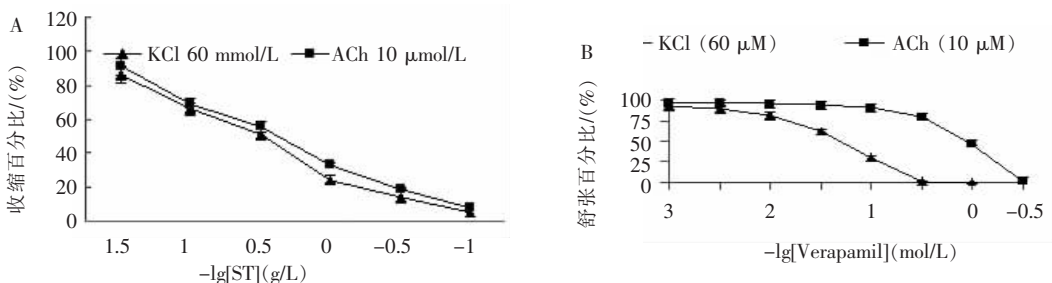 A
120
100
80
60
40
20
0
KCl 60 mmol/L
ACh 10 μmol/L
收缩百分比/(%)
1.5 1 0.5 0 −0.5 −1
−lg[ST](g/L)
B
KCl (60 μM)
ACh (10 μM)
100
75
50
25
0
舒张百分比/(%)
3 2 1 0 −0.5
−lg[Verapamil](mol/L)